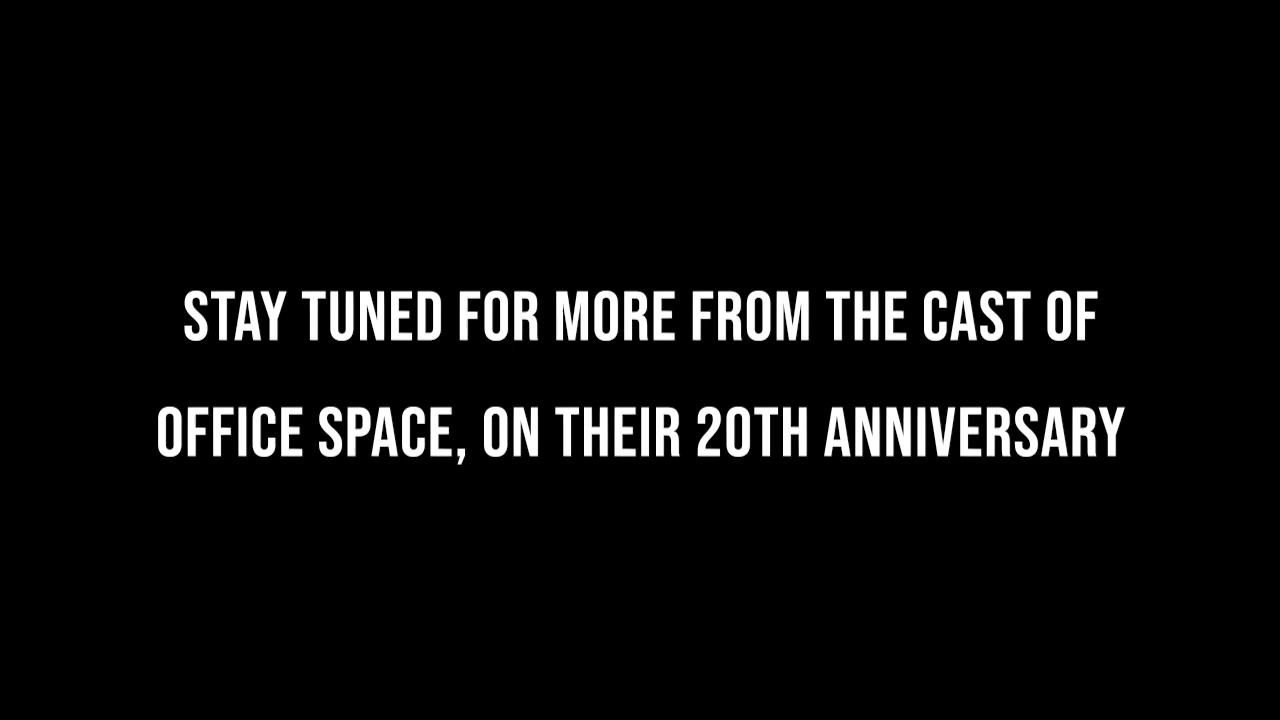 STAY TUNED FOR MORE FROM THE CAST OF
OFFICE SPACE, ON THEIR 20TH ANNIVERSARY